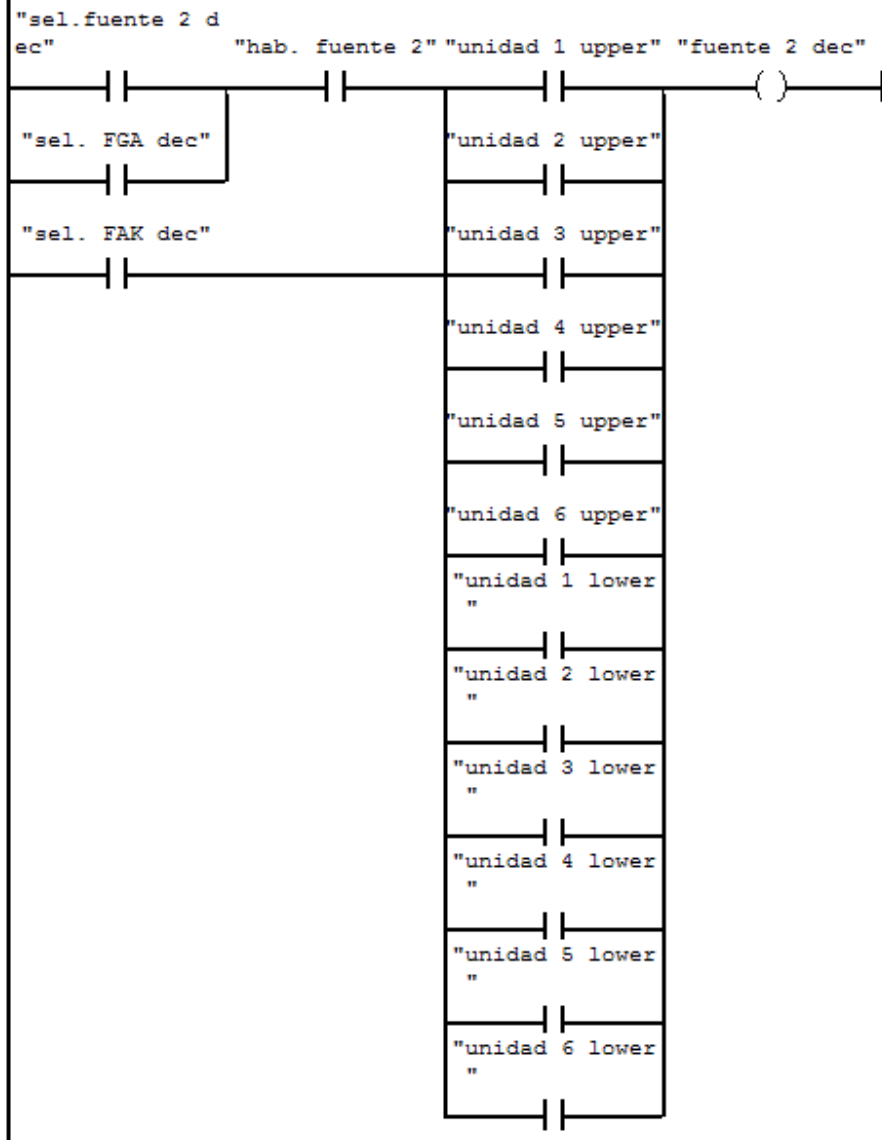 "sel.fuente 2 d
ec"
"hab. fuente 2" "unidad 1 upper" "fuente 2 dec"
"sel. FGA dec"
"unidad 2 upper"
"sel. FAK dec"
"unidad 3 upper"
"unidad 4 upper"
"unidad 5 upper"
"unidad 6 upper"
"unidad 1 lower
"
"unidad 2 lower
"
"unidad 3 lower
"
"unidad 4 lower
"
"unidad 5 lower
"
"unidad 6 lower
"